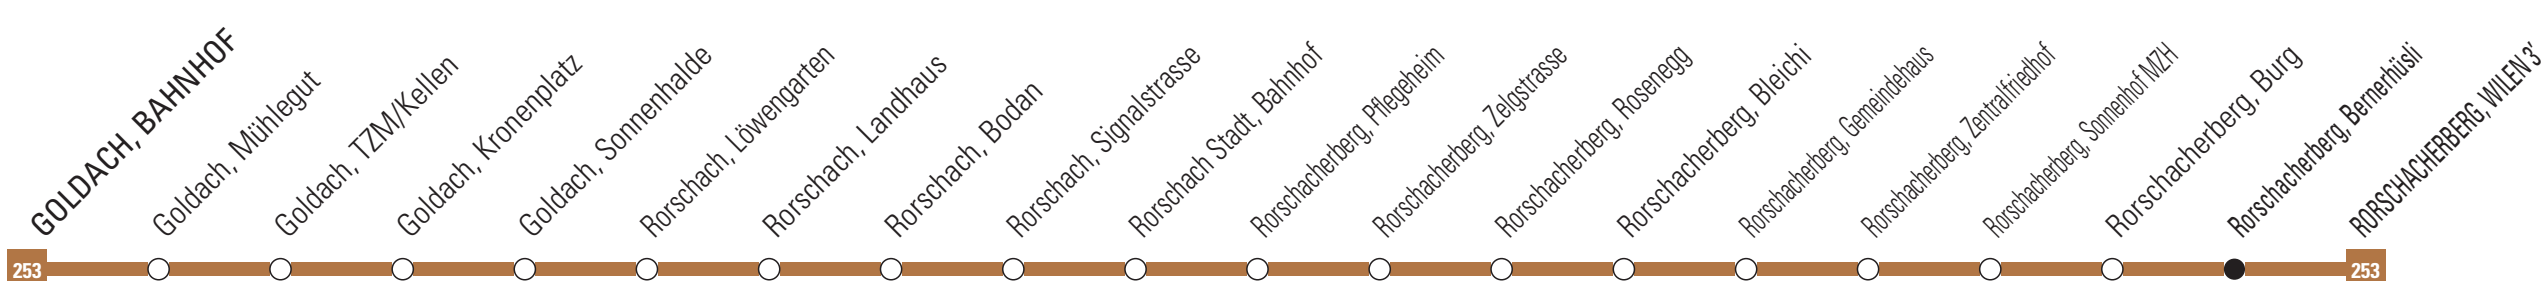 GOLDACH, BAHNHOF
Goldach, Mühlegut
Goldach, TZM/Kellen
Goldach, Kronenplatz
Goldach, Sonnenhalde
Rorschach, Löwengarten
Rorschach, Landhaus
Rorschach, Bodan
Rorschach, Signalstrasse
Rorschach Stadt, Bahnhof
Rorschacherberg, Pflegeheim
Rorschacherberg, Zelgstrasse
Rorschacherberg, Rosenegg
Rorschacherberg, Bleichi
Rorschacherberg, Gemeindehaus
Rorschacherberg, Zentralfriedhof
Rorschacherberg, Sonnenhof MZH
Rorschacherberg, Burg
Rorschacherberg, Bernerhüsli
RORSCHACHERBERG, WILEN 3'
253
253